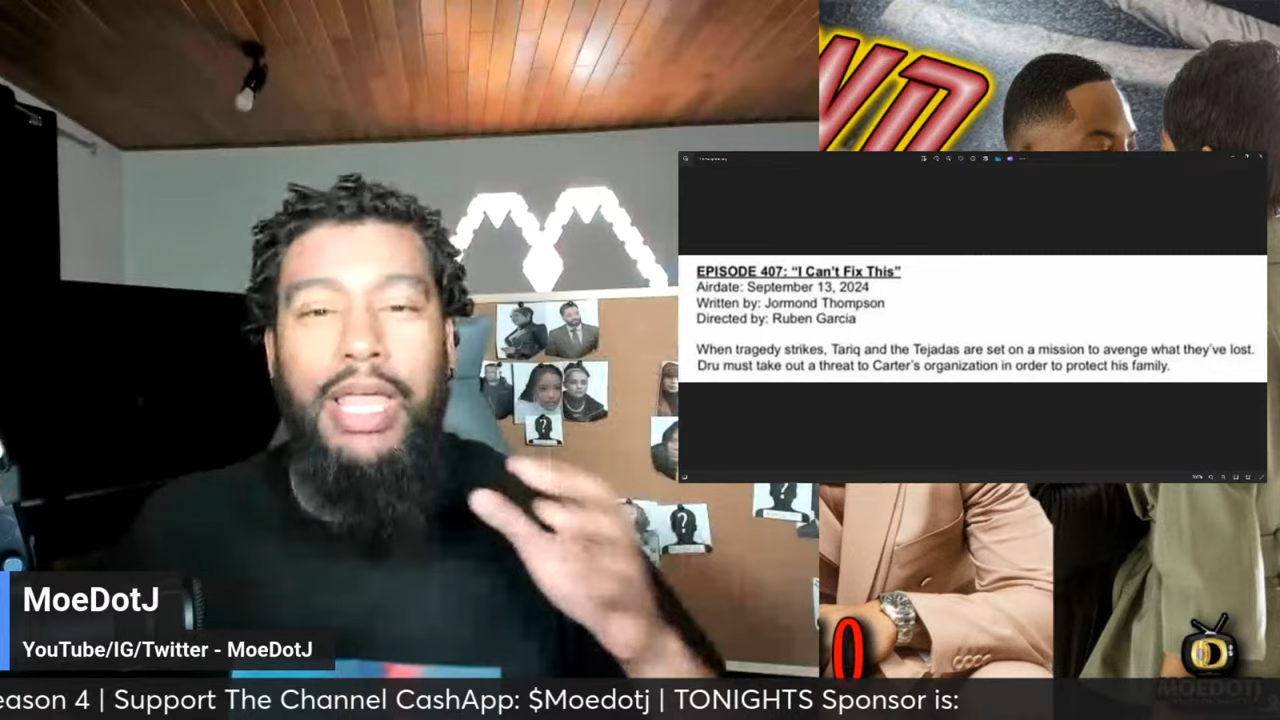 ND
EPISODE 407: “I Can’t Fix This”
Airdate: September 13, 2024
Written by: Jormond Thompson
Directed by: Ruben Garcia
When tragedy strikes, Tariq and the Tejadas are set on a mission to avenge what they’ve lost.
Dru must take out a threat to Carter’s organization in order to protect his family.
?
?
?
MoeDotJ
YouTube/IG/Twitter - MoeDotJ
0
MOEDOTJ
eason 4 | Support The Channel CashApp: $Moedotj | TONIGHTS Sponsor is: